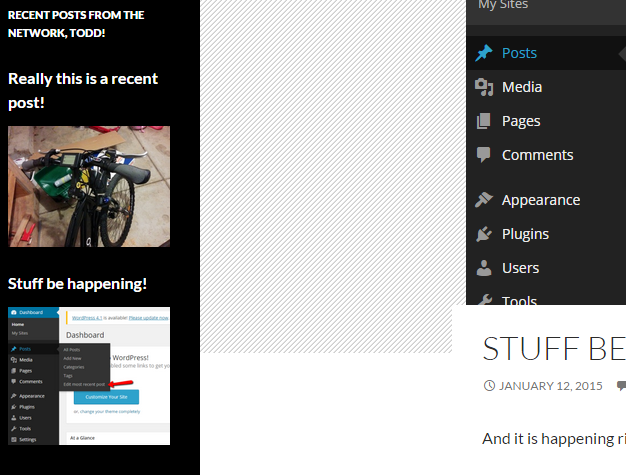 RECENT POSTS FROM THE
NETWORK, TODD!
Really this is a recent
post!
Stuff be happening!
Dashboard
Home
My Sites
Posts
Media
Pages
Comments
Appearance
Plugins
Users
Tools
Settings
WordPress 4.1 is available! Please update now
Dashboard
All Posts
Add New
Categories
Tags
Edit most recent post
WordPress!
bled some links to get y
Customize Your Site
or, change your theme completely
At a Glance
My Sites
Posts
Media
Pages
Comments
Appearance
Plugins
Users
Tools
STUFF BE
JANUARY 12, 2015
And it is happening ri